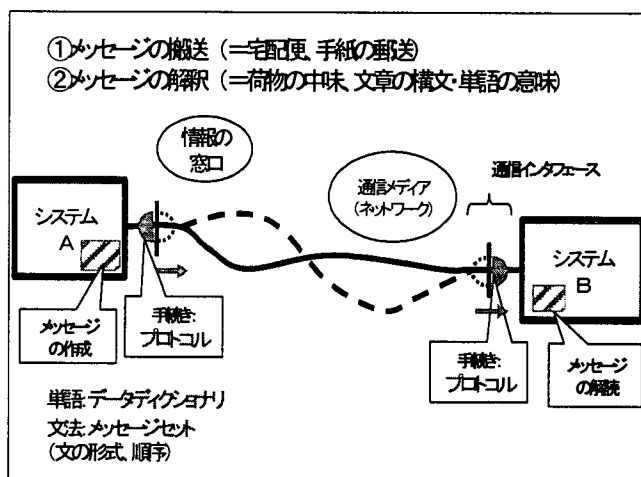 ①メッセージの搬送（＝宅配便、手紙の郵送）
②メッセージの解釈（＝荷物の中味、文章の構文・単語の意味）
情報の
窓口
通信メディア
（ネットワーク）
通信インタフェース
システム
A
システム
B
メッセージ
の作成
手続き：
プロトコル
手続き：
プロトコル
メッセージ
の解読
単語：データディクショナリ
文法：メッセージセット
（文の形式、順序）